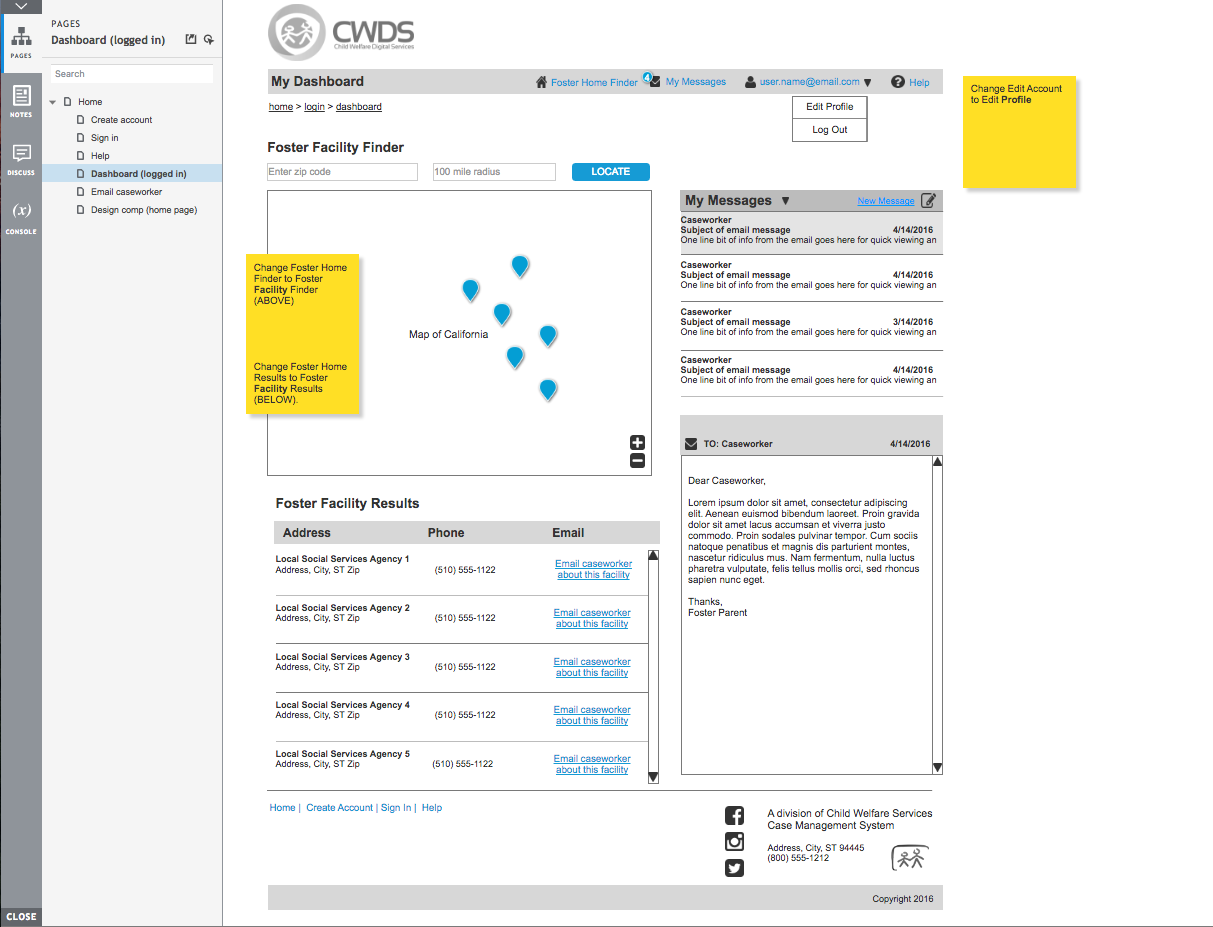 PAGES
Dashboard (logged in)
PAGES
Search
NOTES
DISCUSS
(x)
CONSOLE
Home
Create account
Sign in
Help
Dashboard (logged in)
Email caseworker
Design comp (home page)
CLOSE
CWDS
Child Welfare Digital Services
My Dashboard
Foster Home Finder
4
My Messages
user.name@email.com ▼
Help
home > login > dashboard
Edit Profile
Log Out
Change Edit Account
to Edit Profile
Foster Facility Finder
Enter zip code
100 mile radius
LOCATE
Change Foster Home
Finder to Foster
Facility Finder
(ABOVE)
Change Foster Home
Results to Foster
Facility Results
(BELOW).
Map of California
My Messages ▼
New Message
Caseworker
Subject of email message 4/14/2016
One line bit of info from the email goes here for quick viewing an
Caseworker
Subject of email message 4/14/2016
One line bit of info from the email goes here for quick viewing an
Caseworker
Subject of email message 3/14/2016
One line bit of info from the email goes here for quick viewing an
Caseworker
Subject of email message 4/14/2016
One line bit of info from the email goes here for quick viewing an
TO: Caseworker 4/14/2016
Dear Caseworker,
Lorem ipsum dolor sit amet, consectetur adipiscing
elit. Aenean euismod bibendum laoreet. Proin gravida
dolor sit amet lacus accumsan et viverra justo
commodo. Proin sodales pulvinar tempor. Cum sociis
natoque penatibus et magnis dis parturient montes,
nascetur ridiculus mus. Nam fermentum, nulla luctus
pharetra vulputate, felis tellus mollis orci, sed rhoncus
sapien nunc eget.
Thanks,
Foster Parent
Foster Facility Results
Address Phone Email
Local Social Services Agency 1
Address, City, ST Zip
(510) 555-1122
Email caseworker
about this facility
Local Social Services Agency 2
Address, City, ST Zip
(510) 555-1122
Email caseworker
about this facility
Local Social Services Agency 3
Address, City, ST Zip
(510) 555-1122
Email caseworker
about this facility
Local Social Services Agency 4
Address, City, ST Zip
(510) 555-1122
Email caseworker
about this facility
Local Social Services Agency 5
Address, City, ST Zip
(510) 555-1122
Email caseworker
about this facility
Home | Create Account | Sign In | Help
A division of Child Welfare Services
Case Management System
Address, City, ST 94445
(800) 555-1212
Copyright 2016